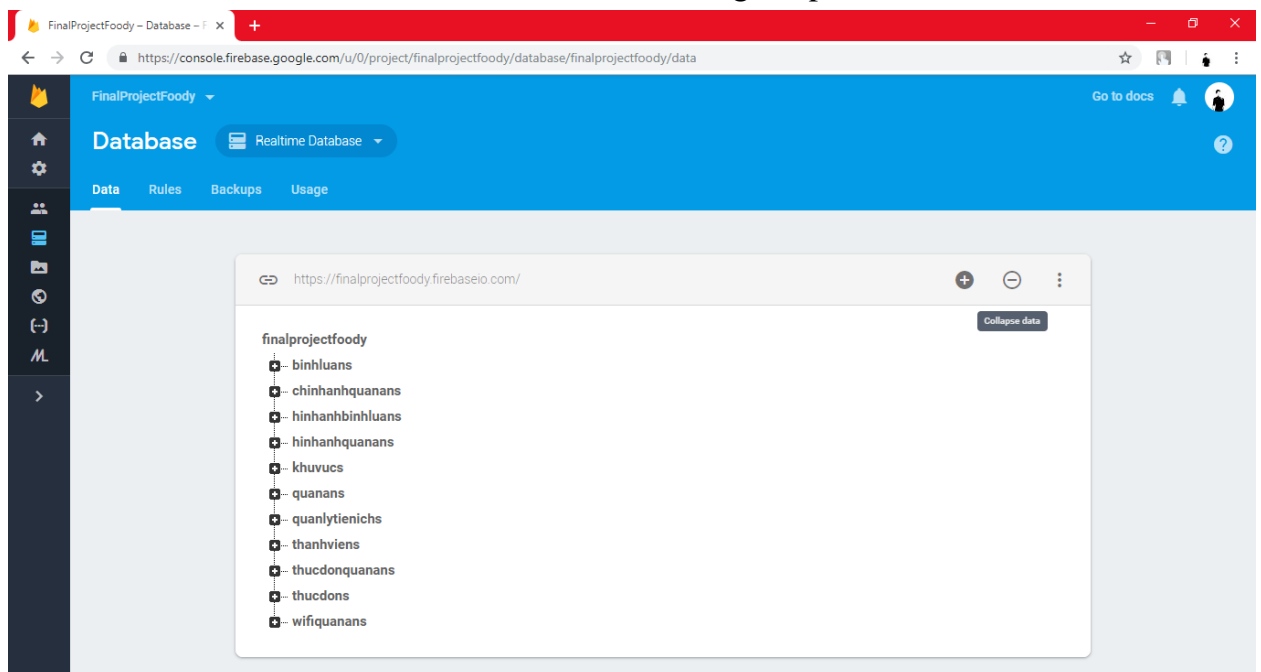 FinalProjectFoody – Database – F
https://console.firebase.google.com/u/0/project/finalprojectfoody/database/finalprojectfoody/data
FinalProjectFoody
Go to docs
Database
Realtime Database
Data Rules Backups Usage
https://finalprojectfoody.firebaseio.com/
Collapse data
finalprojectfoody
binhluans
chinhanhquanans
hinhanhbinhluans
hinhanhquanans
khuvucs
quanans
quanlytienichs
thanhviens
thucdonquanans
thucdons
wifiquanans